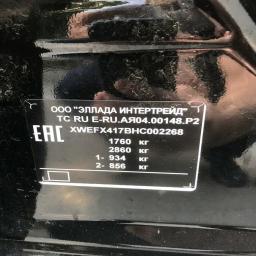 ООО "ЭЛЛАДА ИНТЕРТРЕЙД"
ТС RU E-RU.АЯ04.00148.Р2
EAC XWEFX417BHC002268
1760 кг
2860 кг
1- 934 кг
2- 856 кг